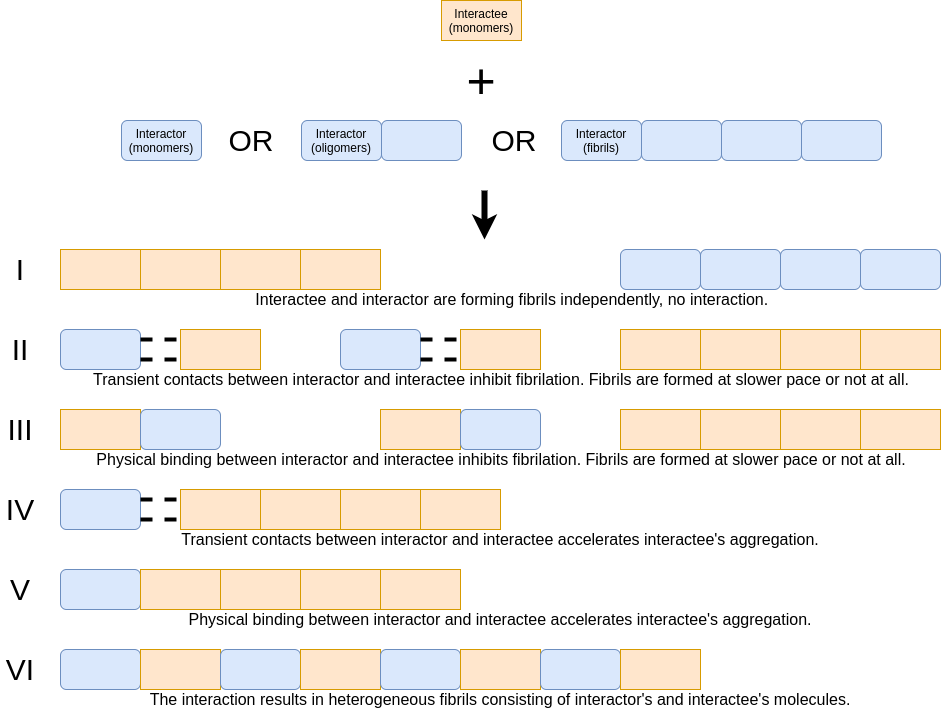 Interactee
(monomers)
+
Interactor
(monomers)
OR
Interactor
(oligomers)
OR
Interactor
(fibrils)
I
Interactee and interactor are forming fibrils independently, no interaction.
II
Transient contacts between interactor and interactee inhibit fibrilation. Fibrils are formed at slower pace or not at all.
III
Physical binding between interactor and interactee inhibits fibrilation. Fibrils are formed at slower pace or not at all.
IV
Transient contacts between interactor and interactee accelerates interactee's aggregation.
V
Physical binding between interactor and interactee accelerates interactee's aggregation.
VI
The interaction results in heterogeneous fibrils consisting of interactor's and interactee's molecules.